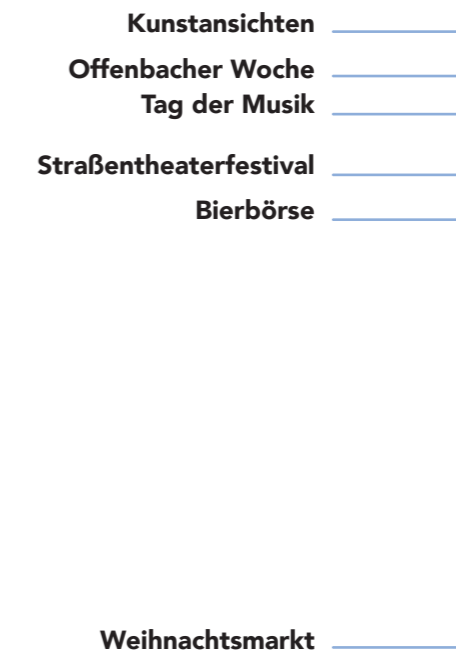 Kunstansichten
Offenbacher Woche
Tag der Musik
Straßentheaterfestival
Bierbörse
Weihnachtsmarkt